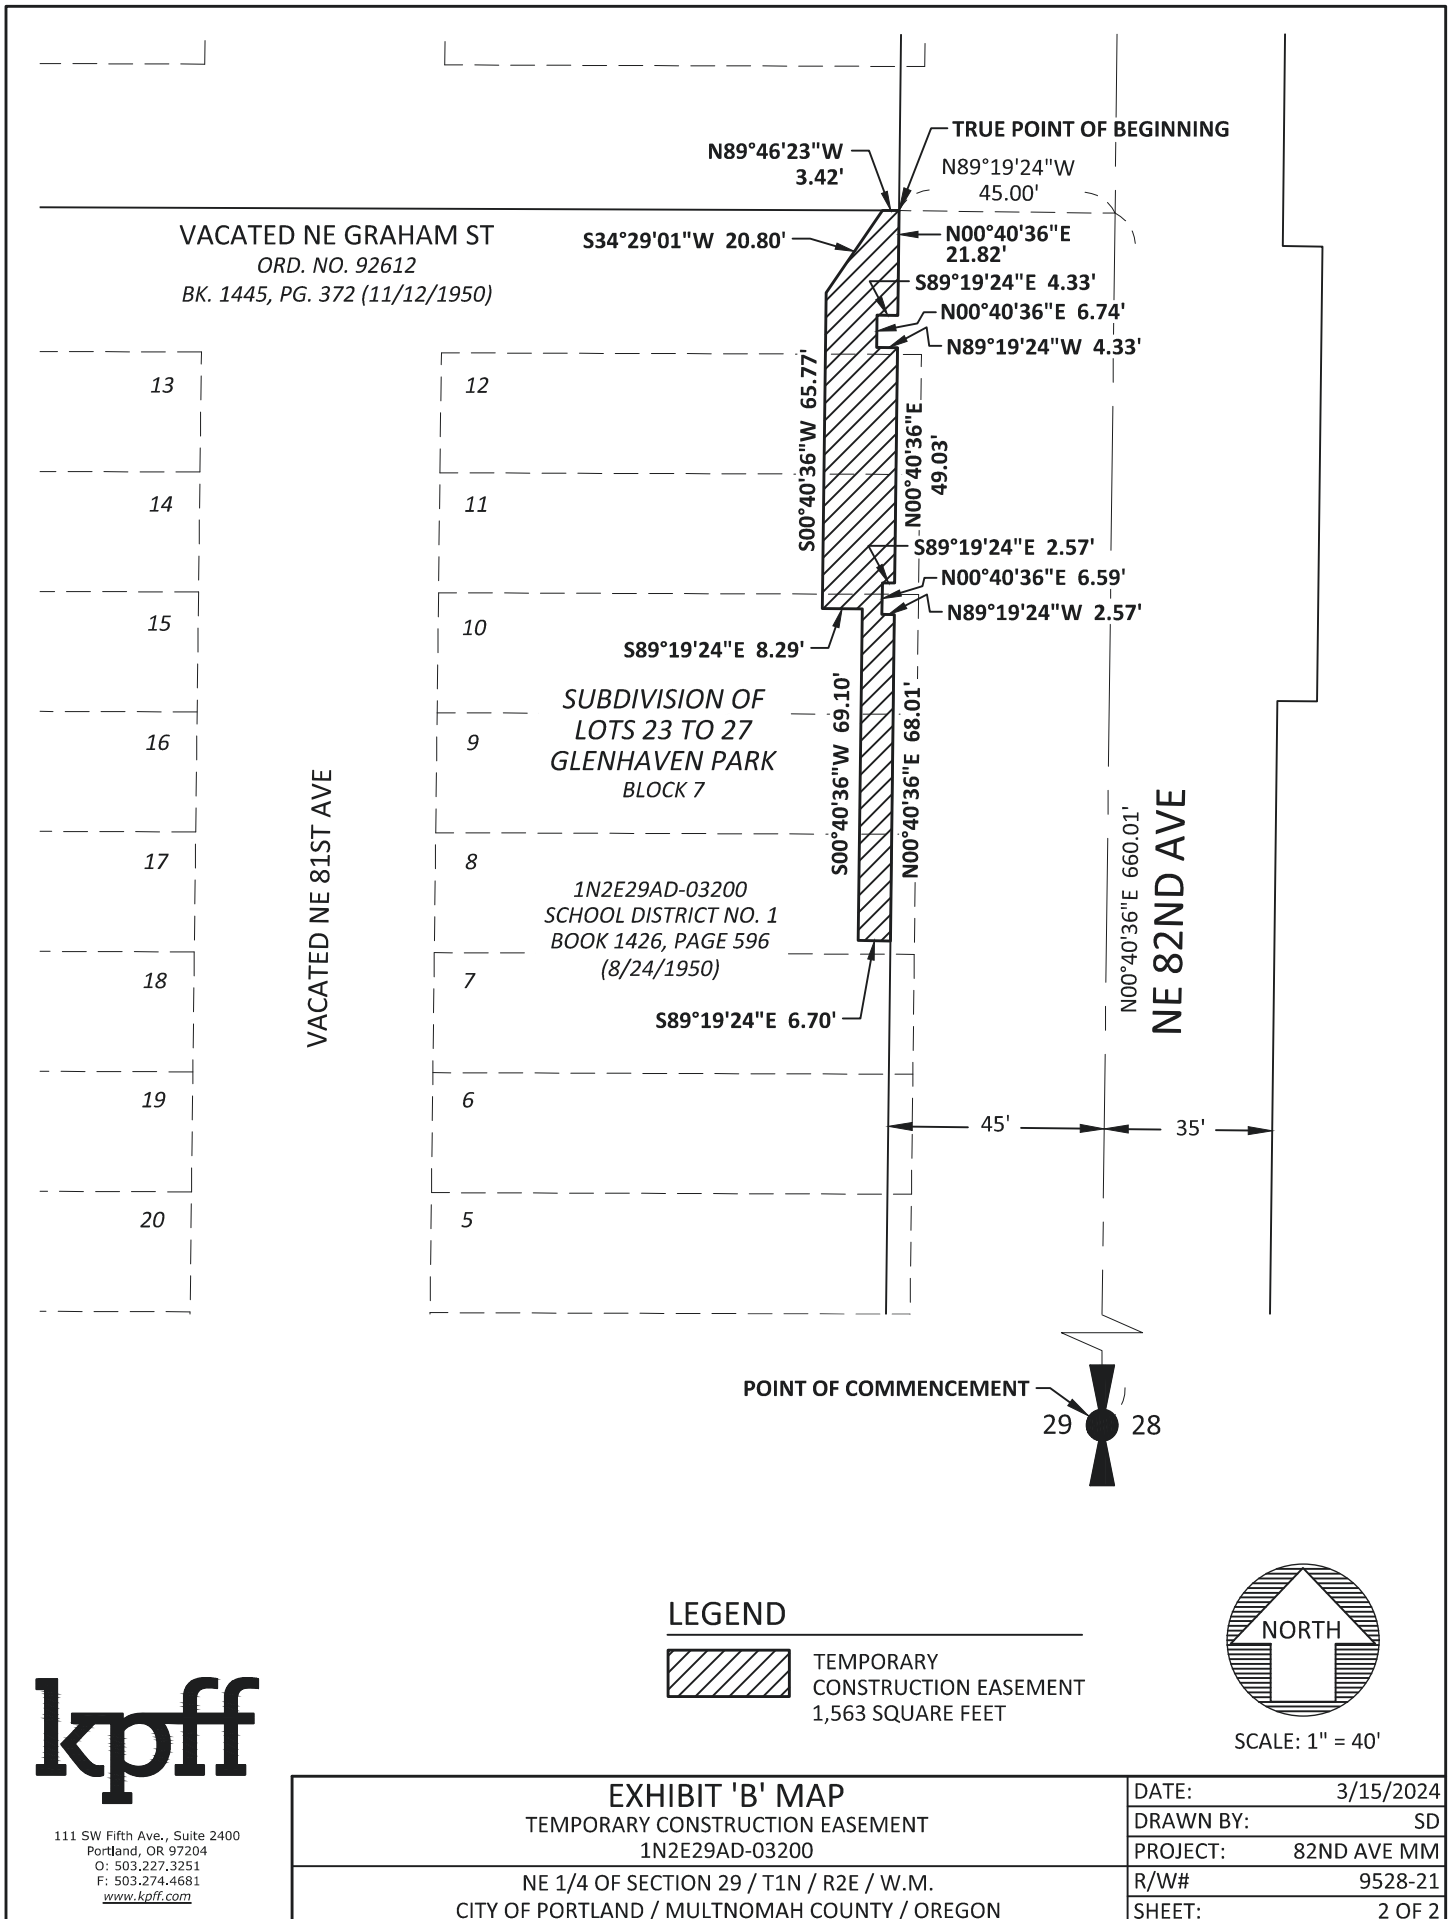 TRUE POINT OF BEGINNING
N89°46'23"W
3.42'
N89°19'24"W
45.00'
VACATED NE GRAHAM ST
ORD. NO. 92612
BK. 1445, PG. 372 (11/12/1950)
S34°29'01"W 20.80'
N00°40'36"E
21.82'
S89°19'24"E 4.33'
N00°40'36"E 6.74'
N89°19'24"W 4.33'
S00°40'36"W 65.77'
N00°40'36"E
49.03'
13
12
14
11
S89°19'24"E 2.57'
N00°40'36"E 6.59'
N89°19'24"W 2.57'
15
10
S89°19'24"E 8.29'
SUBDIVISION OF
LOTS 23 TO 27
GLENHAVEN PARK
BLOCK 7
16
9
S00°40'36"W 69.10'
N00°40'36"E 68.01'
VACATED NE 81ST AVE
N00°40'36"E 660.01'
NE 82ND AVE
17
8
1N2E29AD-03200
SCHOOL DISTRICT NO. 1
BOOK 1426, PAGE 596
(8/24/1950)
18
7
S89°19'24"E 6.70'
19
6
45'
35'
20
5
POINT OF COMMENCEMENT
29
28
LEGEND
TEMPORARY
CONSTRUCTION EASEMENT
1,563 SQUARE FEET
NORTH
SCALE: 1" = 40'
kpff
111 SW Fifth Ave., Suite 2400
Portland, OR 97204
O: 503.227.3251
F: 503.274.4681
www.kpff.com
EXHIBIT 'B' MAP
TEMPORARY CONSTRUCTION EASEMENT
1N2E29AD-03200
NE 1/4 OF SECTION 29 / T1N / R2E / W.M.
CITY OF PORTLAND / MULTNOMAH COUNTY / OREGON
DATE: 3/15/2024
DRAWN BY: SD
PROJECT: 82ND AVE MM
R/W# 9528-21
SHEET: 2 OF 2